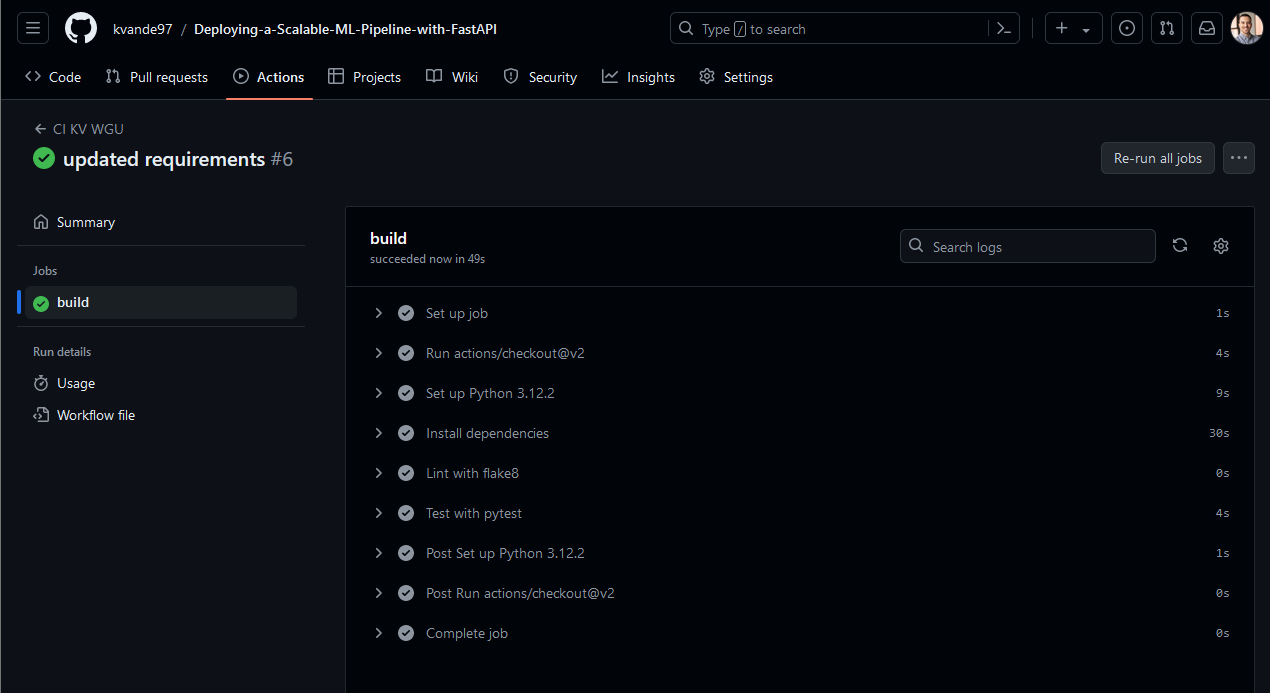 kvande97 / Deploying-a-Scalable-ML-Pipeline-with-FastAPI
Type / to search
Code Pull requests Actions Projects Wiki Security Insights Settings
CI KV WGU
updated requirements #6
Re-run all jobs
Summary
Jobs
build
Run details
Usage
Workflow file
build
succeeded now in 49s
Search logs
Set up job 1s
Run actions/checkout@v2 4s
Set up Python 3.12.2 9s
Install dependencies 30s
Lint with flake8 0s
Test with pytest 4s
Post Set up Python 3.12.2 1s
Post Run actions/checkout@v2 0s
Complete job 0s